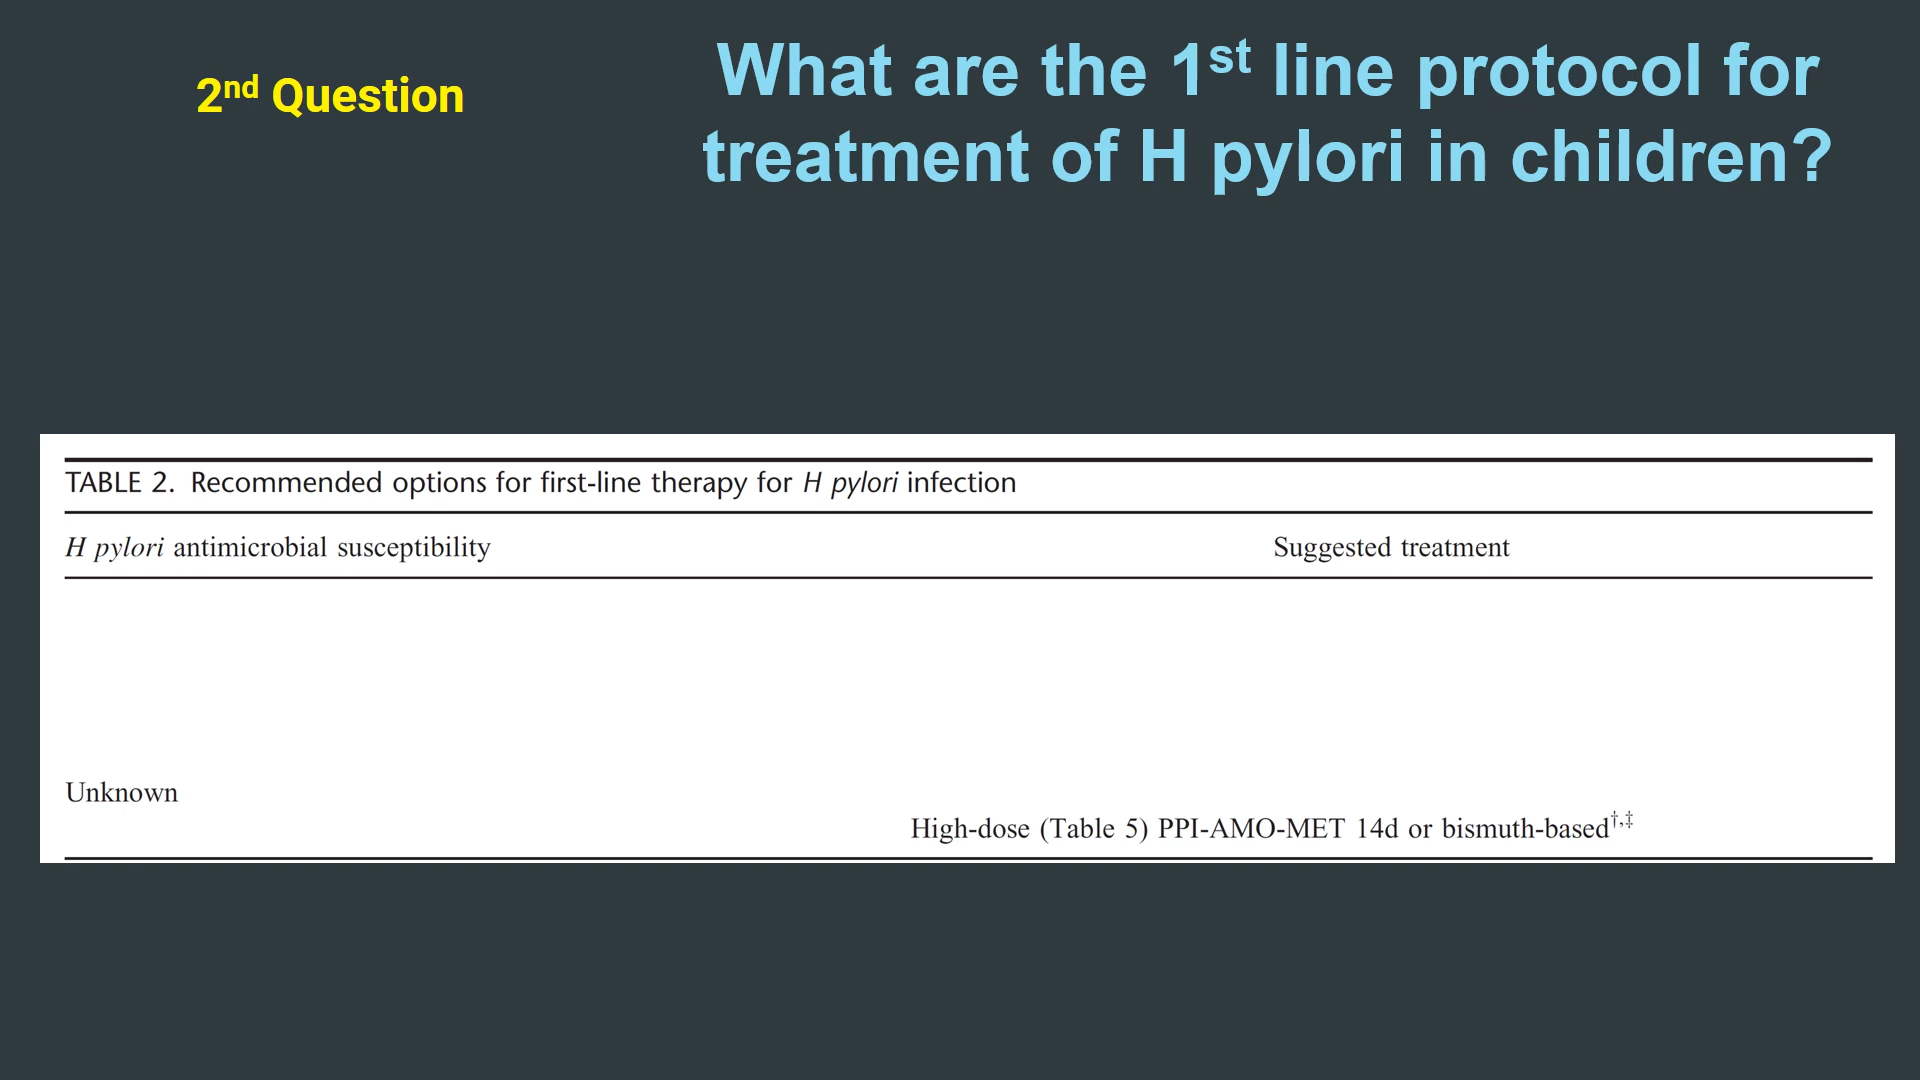 2nd Question
What are the 1st line protocol for
treatment of H pylori in children?
TABLE 2. Recommended options for first-line therapy for H pylori infection
H pylori antimicrobial susceptibility Suggested treatment
Unknown
High-dose (Table 5) PPI-AMO-MET 14d or bismuth-based†,‡